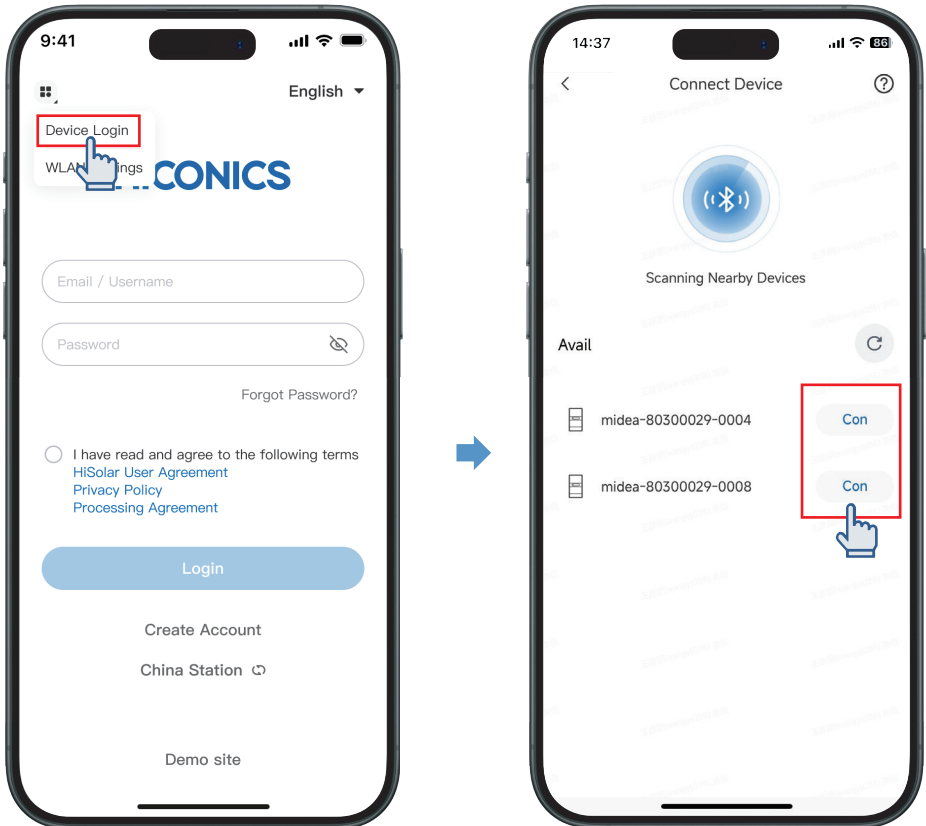 9:41
English
Device Login
WLAN ings
CONICS
Email / Username
Password
Forgot Password?
I have read and agree to the following terms
HiSolar User Agreement
Privacy Policy
Processing Agreement
Login
Create Account
China Station
Demo site
14:37
86
Connect Device
?
Scanning Nearby Devices
Avail
midea-80300029-0004
Con
midea-80300029-0008
Con